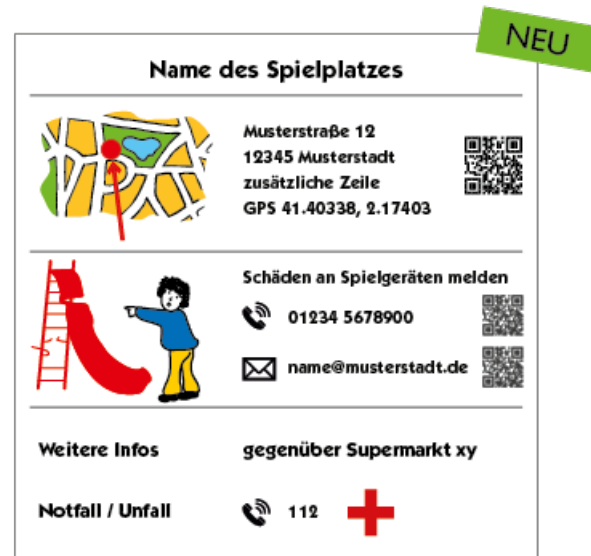 NEU
Name des Spielplatzes
Musterstraße 12
12345 Musterstadt
zusätzliche Zeile
GPS 41.40338, 2.17403
Schäden an Spielgeräten melden
01234 5678900
name@musterstadt.de
Weitere Infos gegenüber Supermarkt xy
Notfall / Unfall 112